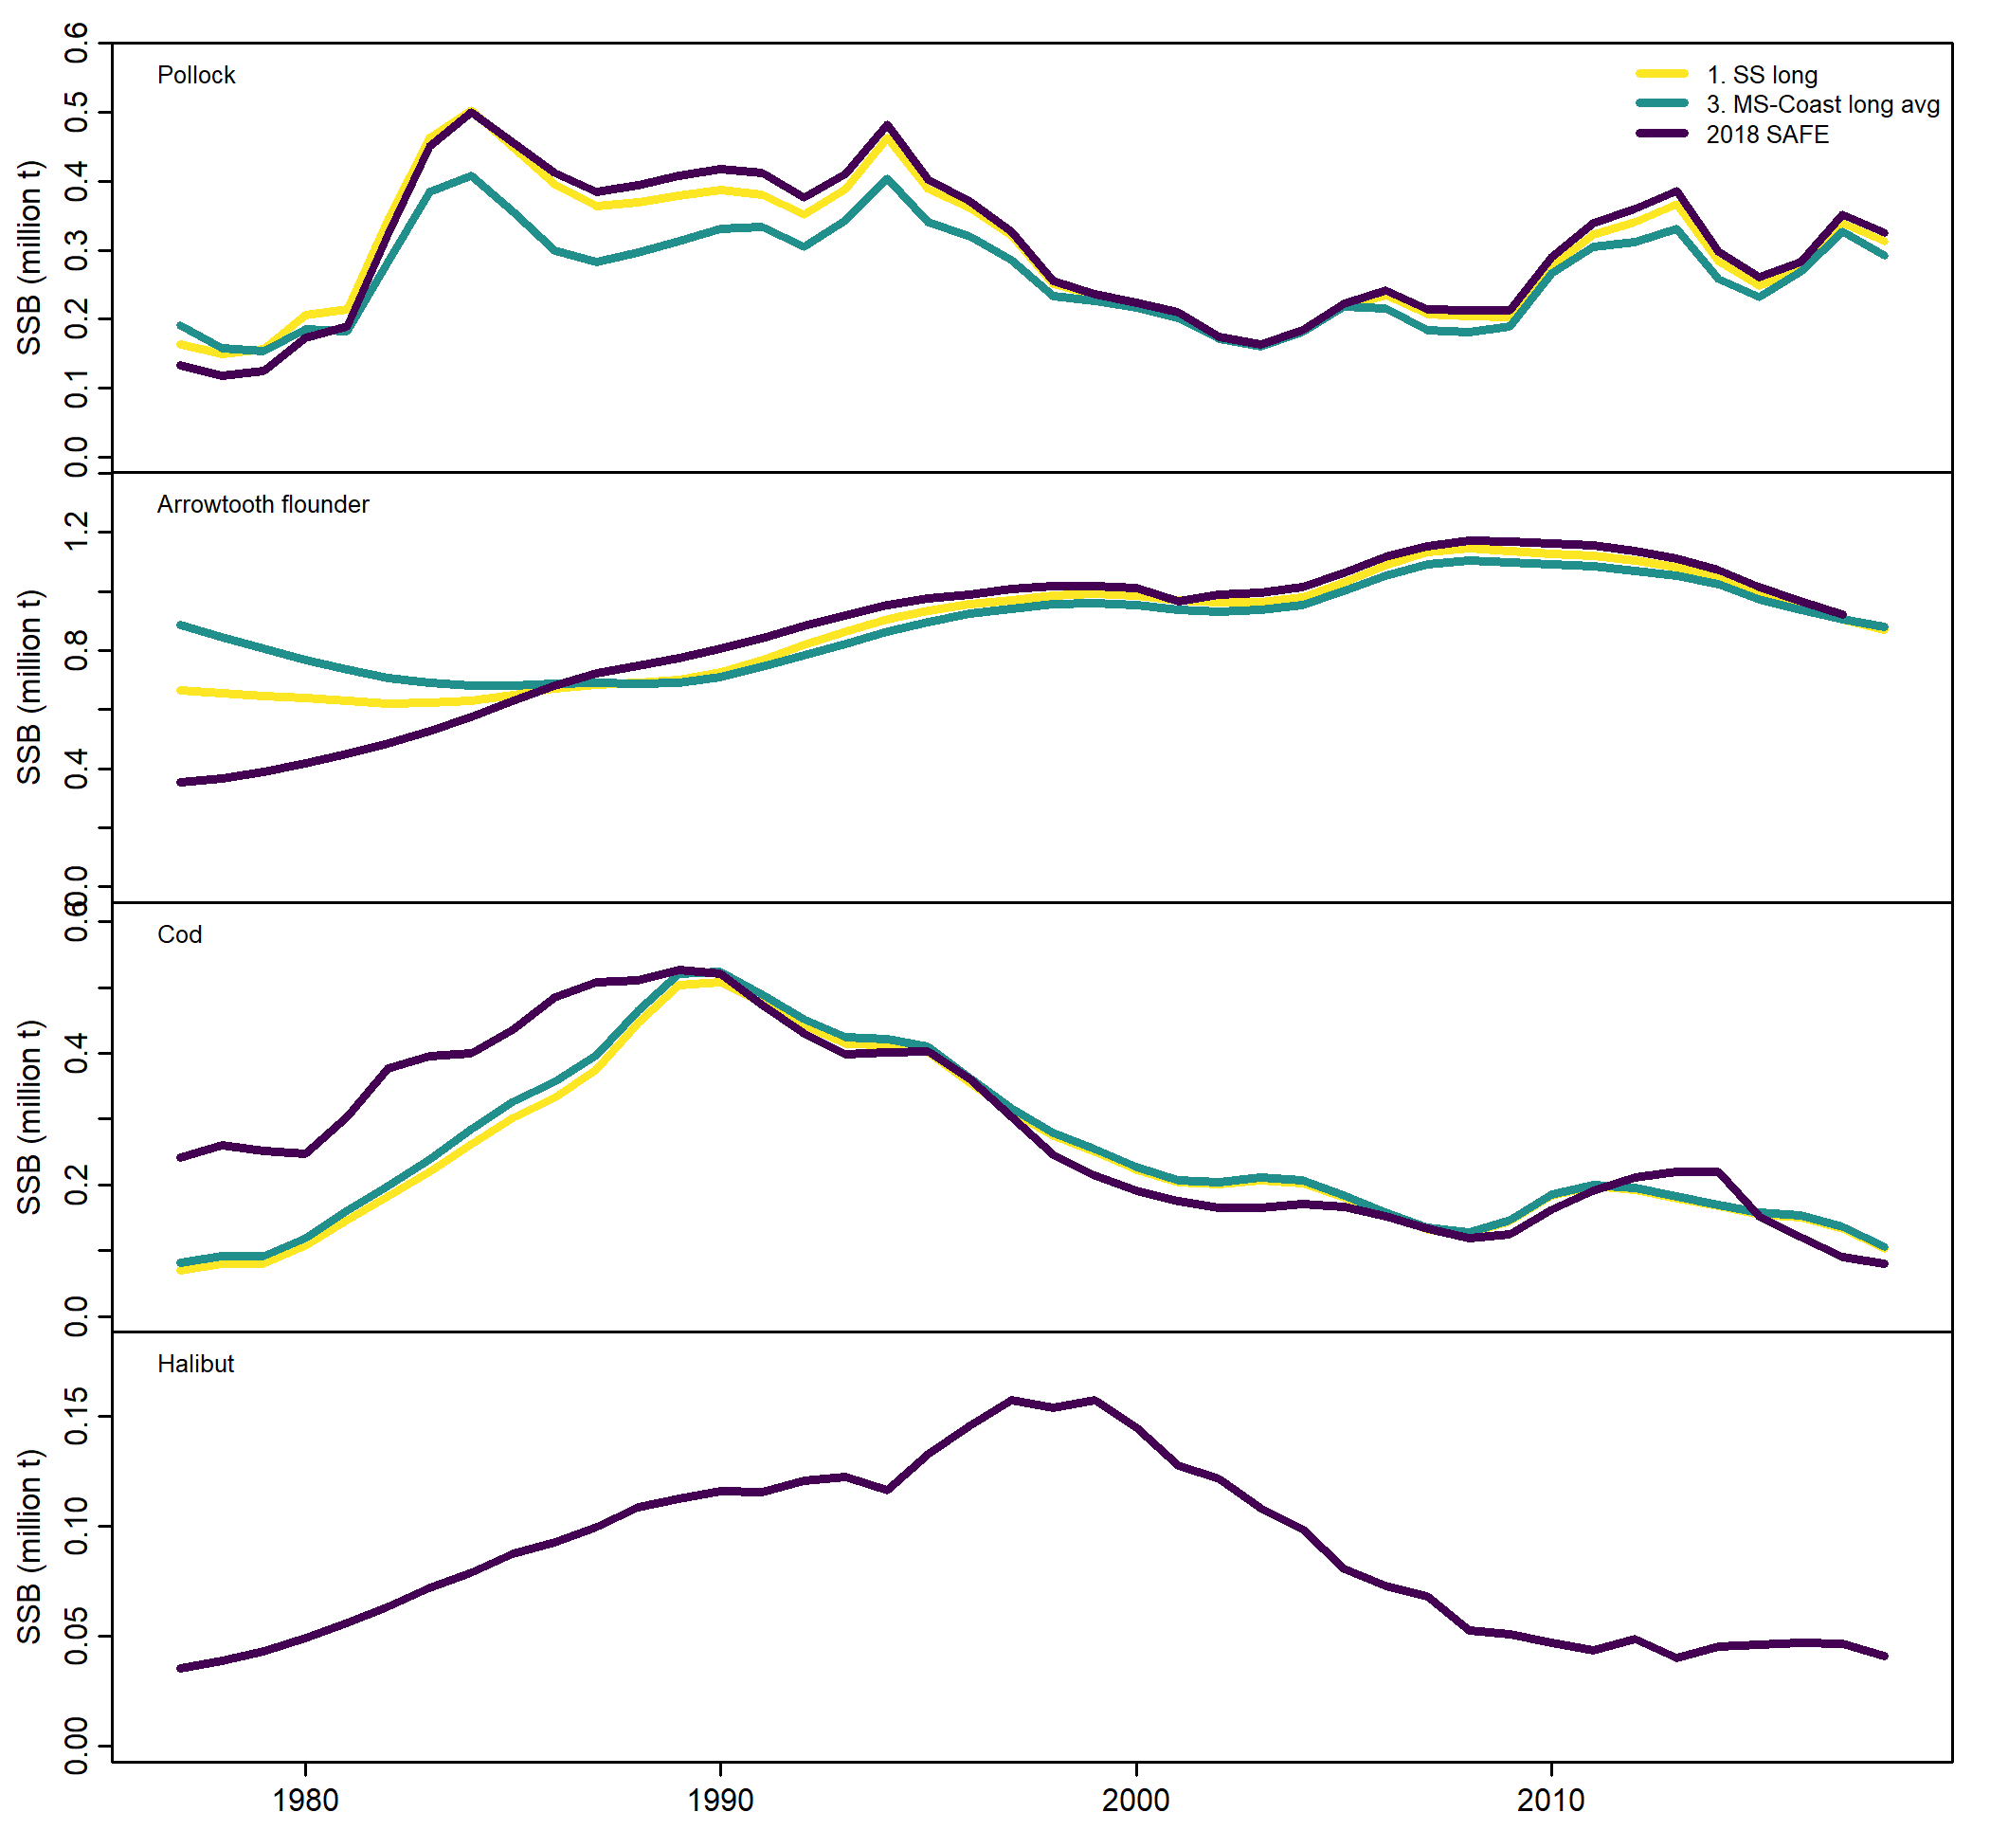 Pollock
1. SS long
3. MS-Coast long avg
2018 SAFE
SSB (million t)
0.6
0.5
0.4
0.3
0.2
0.1
0.0
Arrowtooth flounder
SSB (million t)
1.2
0.8
0.4
0.0
Cod
SSB (million t)
0.6
0.4
0.2
0.0
Halibut
SSB (million t)
0.15
0.10
0.05
0.00
1980
1990
2000
2010